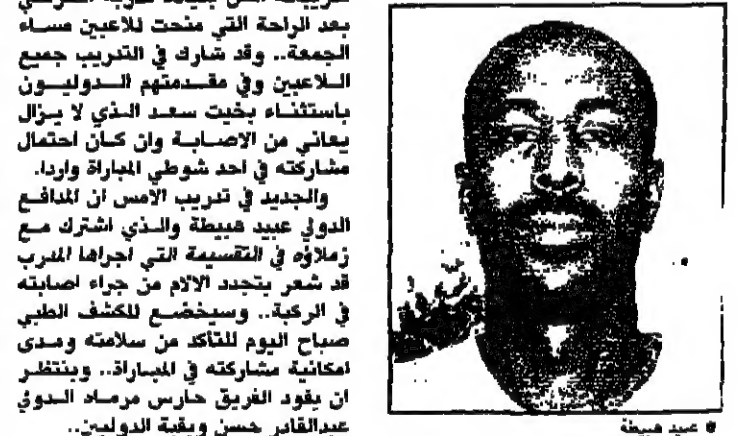 بعد الراحة التي منحت للاعبين مساء
الجمعة.. وقد شارك في التدريب جميع
اللاعبين وفي مقدمتهم الدوليون
باستثناء بخيت سعد الذي لا يزال
يعاني من الاصابة وان كان احتمال
مشاركته في احد شوطي المباراة واردا.
والجديد في تدريب الامس ان المدافع
الدولي عبيد هبيطة والذي اشترك مع
زملاؤه في التقسيمة التي اجراها المدرب
قد شعر بتجدد الالام من جراء اصابته
في الركبة.. وسيخضع للكشف الطبي
صباح اليوم للتأكد من سلامته ومدى
امكانية مشاركته في المباراة.. وينتظر
ان يقود الفريق حارس مرماه الدولي
عبدالقادر حسن وبقية الدوليين..
عبيد هبيطة